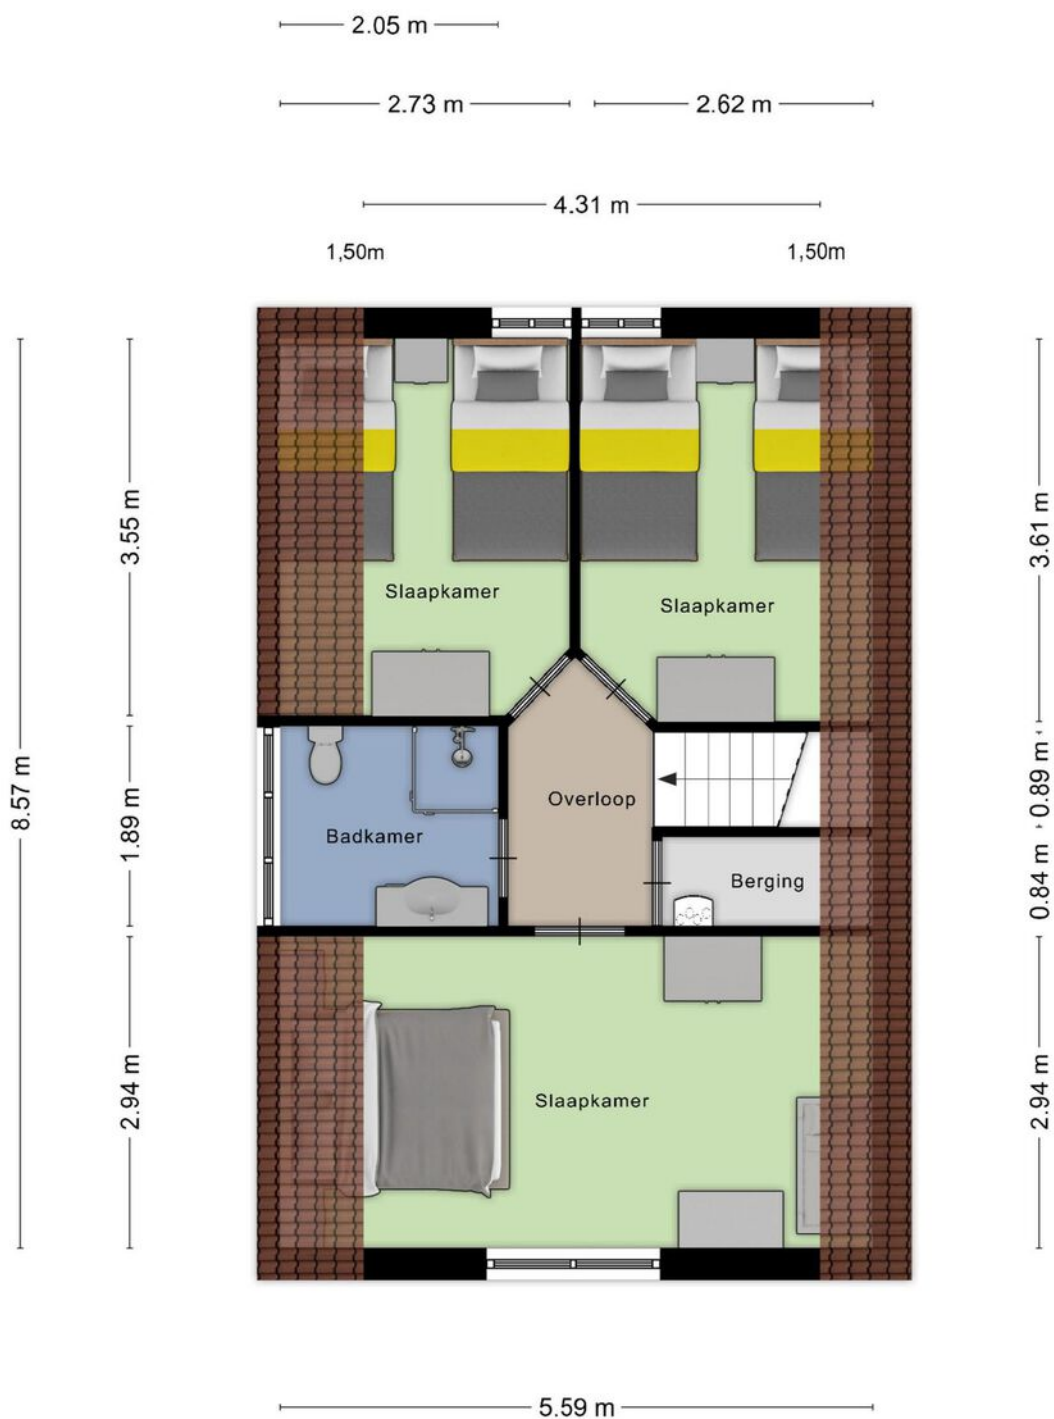 2.05 m
2.73 m
2.62 m
4.31 m
1,50m
1,50m
3.55 m
3.61 m
Slaapkamer
Slaapkamer
8.57 m
1.89 m
0.89 m
Overloop
Badkamer
0.84 m
Berging
2.94 m
Slaapkamer
2.94 m
5.59 m